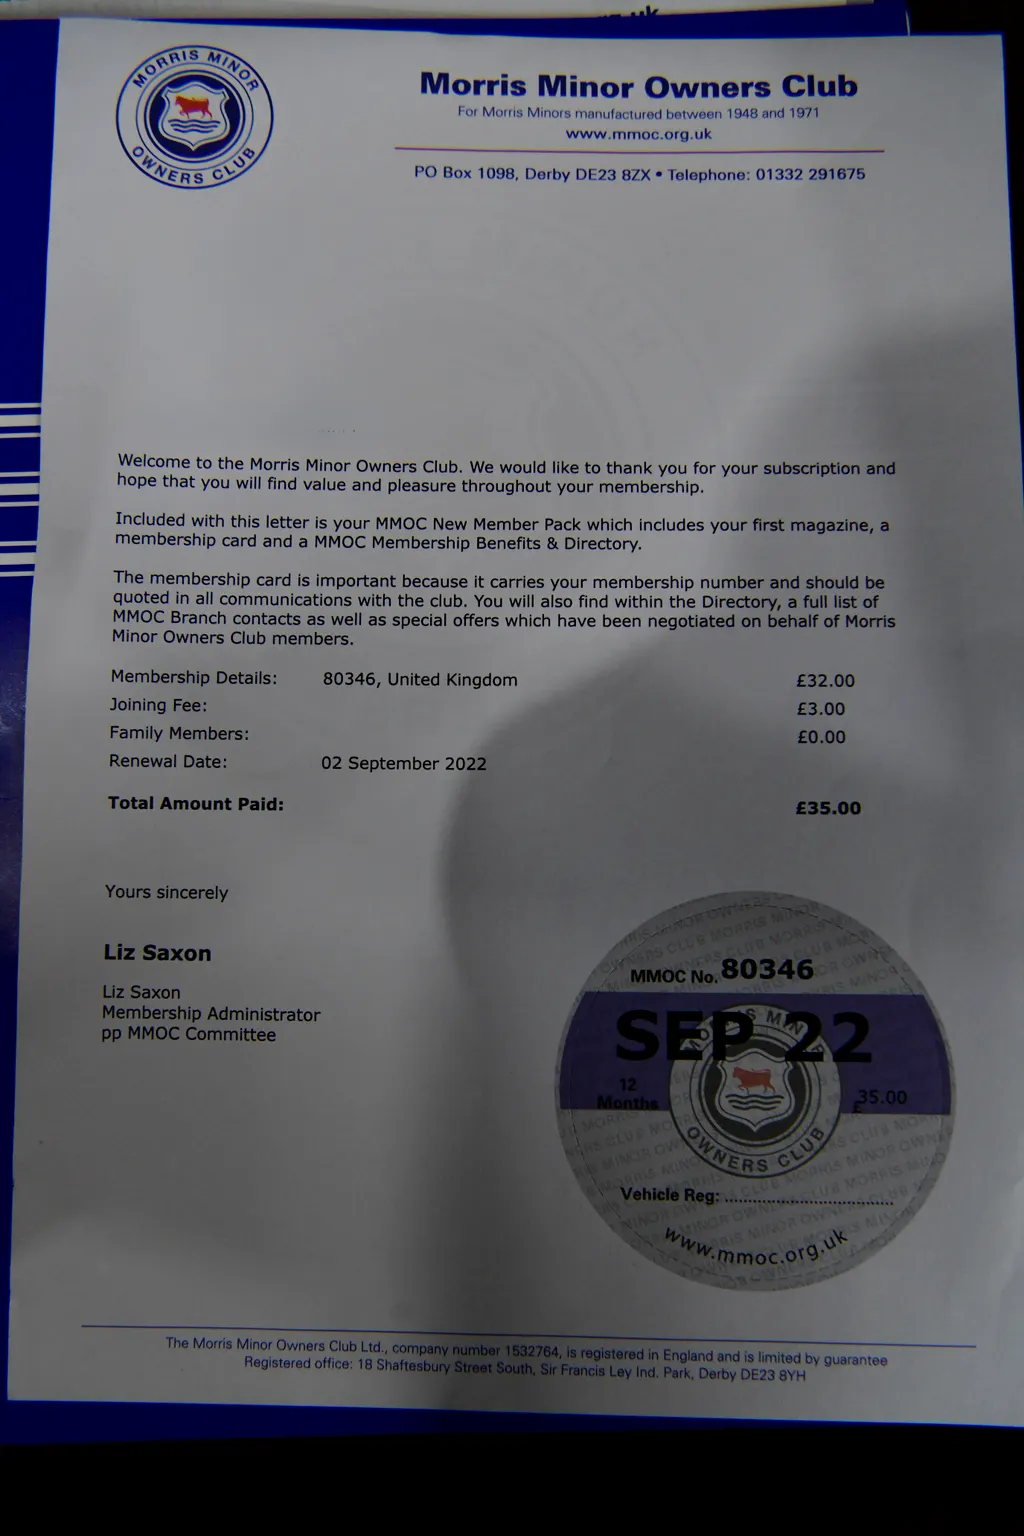 MORRIS MINOR
OWNERS CLUB
Morris Minor Owners Club
For Morris Minors manufactured between 1948 and 1971
www.mmoc.org.uk
PO Box 1098, Derby DE23 8ZX • Telephone: 01332 291675
Welcome to the Morris Minor Owners Club. We would like to thank you for your subscription and
hope that you will find value and pleasure throughout your membership.
Included with this letter is your MMOC New Member Pack which includes your first magazine, a
membership card and a MMOC Membership Benefits & Directory.
The membership card is important because it carries your membership number and should be
quoted in all communications with the club. You will also find within the Directory, a full list of
MMOC Branch contacts as well as special offers which have been negotiated on behalf of Morris
Minor Owners Club members.
Membership Details: 80346, United Kingdom £32.00
Joining Fee: £3.00
Family Members: £0.00
Renewal Date: 02 September 2022
Total Amount Paid: £35.00
Yours sincerely
Liz Saxon
Liz Saxon
Membership Administrator
pp MMOC Committee
MMOC No. 80346
SEP 22
MORRIS MINOR
12
Months
£35.00
OWNERS CLUB
Vehicle Reg: ....................................
www.mmoc.org.uk
The Morris Minor Owners Club Ltd., company number 1532764, is registered in England and is limited by guarantee
Registered office: 18 Shaftesbury Street South, Sir Francis Ley Ind. Park, Derby DE23 8YH